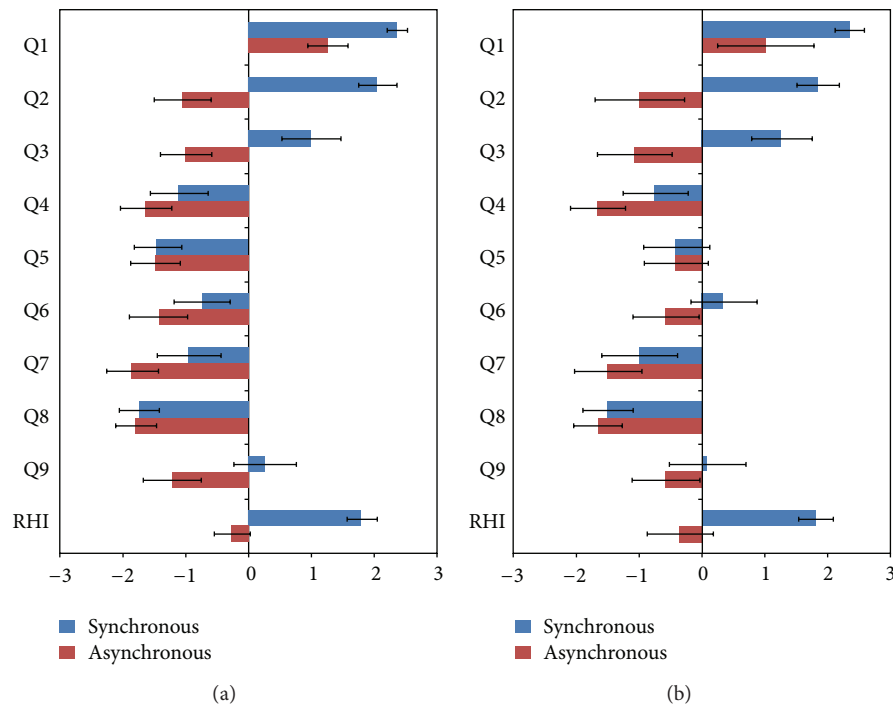 Q1
Q2
Q3
Q4
Q5
Q6
Q7
Q8
Q9
RHI
−3 −2 −1 0 1 2 3
Synchronous
Asynchronous
(a)
Q1
Q2
Q3
Q4
Q5
Q6
Q7
Q8
Q9
RHI
−3 −2 −1 0 1 2 3
Synchronous
Asynchronous
(b)